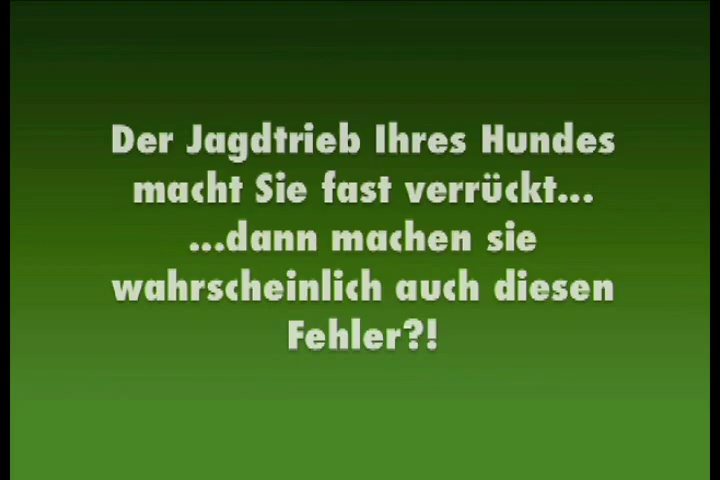 Der Jagdtrieb Ihres Hundes
macht Sie fast verrückt...
...dann machen sie
wahrscheinlich auch diesen
Fehler?!